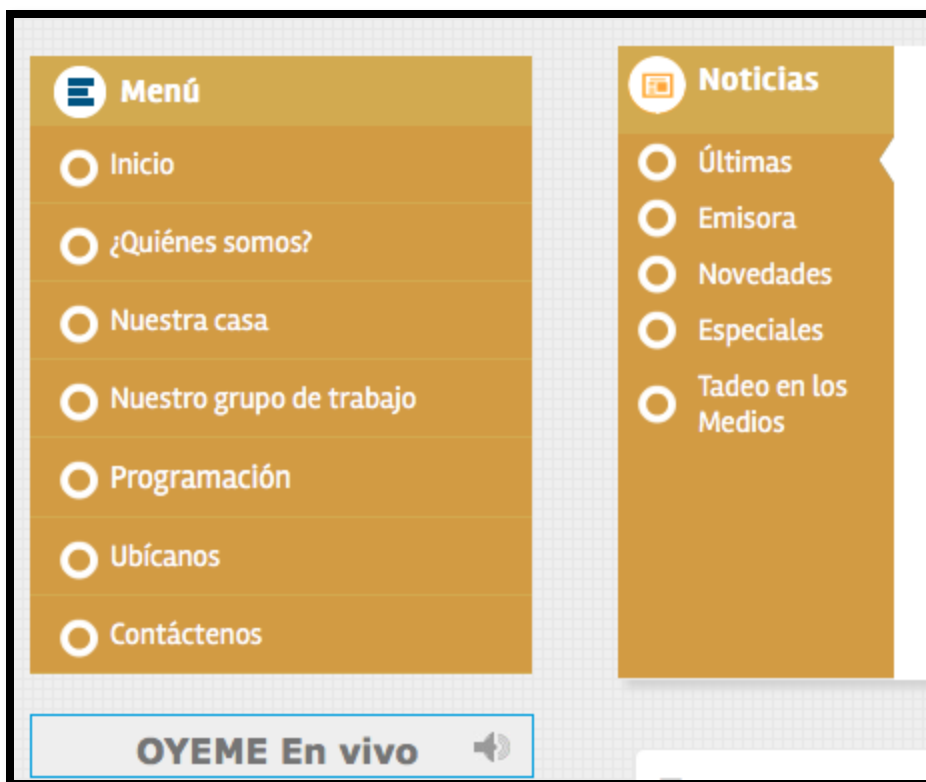 Menú
Inicio
¿Quiénes somos?
Nuestra casa
Nuestro grupo de trabajo
Programación
Ubícanos
Contáctenos
OYEME En vivo
Noticias
Últimas
Emisora
Novedades
Especiales
Tadeo en los
Medios